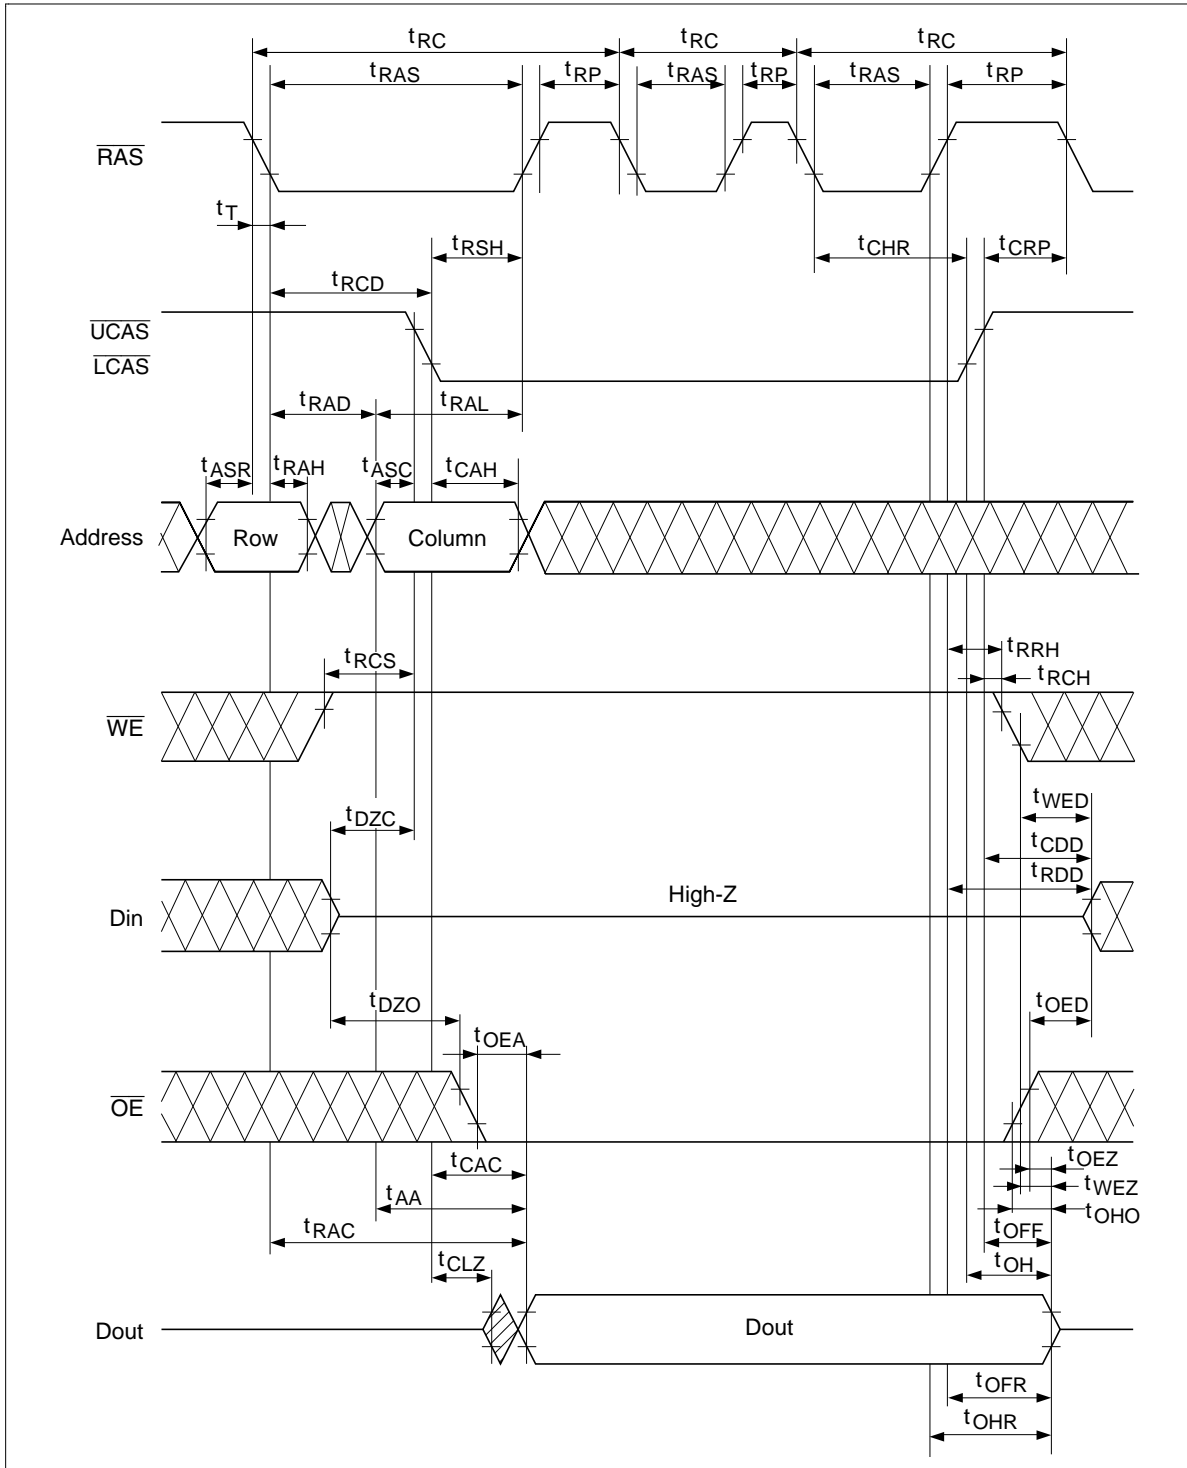 tRC tRC tRC
tRAS tRP tRAS tRP tRAS tRP
RAS
tT
tRSH tCHR tCRP
tRCD
UCAS
LCAS
tRAD tRAL
tASR tRAH tASC tCAH
Address Row Column
tRRH
tRCS
tRCH
WE
tWED
tDZC
tCDD
tRDD
High-Z
Din
tDZO tOED
tOEA
OE
tOEZ
tCAC
tWEZ
tAA
tOHO
tRAC tOFF
tCLZ tOH
Dout Dout
tOFR
tOHR